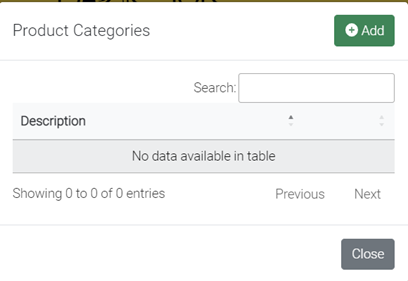 Product Categories
Add
Search:
Description
No data available in table
Showing 0 to 0 of 0 entries
Previous Next
Close